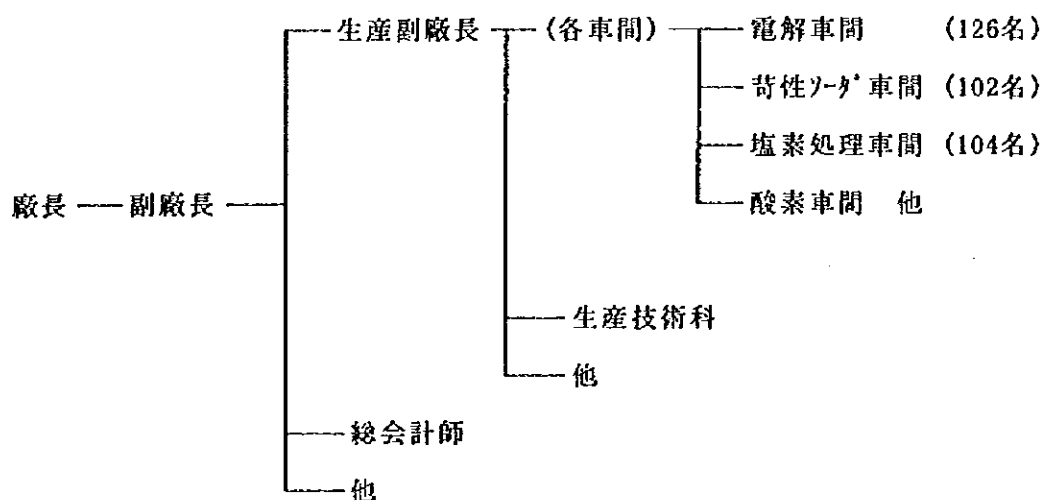 生産副廠長 (各車間) 電解車間 (126名)
苛性ソーダ車間 (102名)
塩素処理車間 (104名)
廠長 副廠長 酸素車間 他
生産技術科
他
総会計師
他